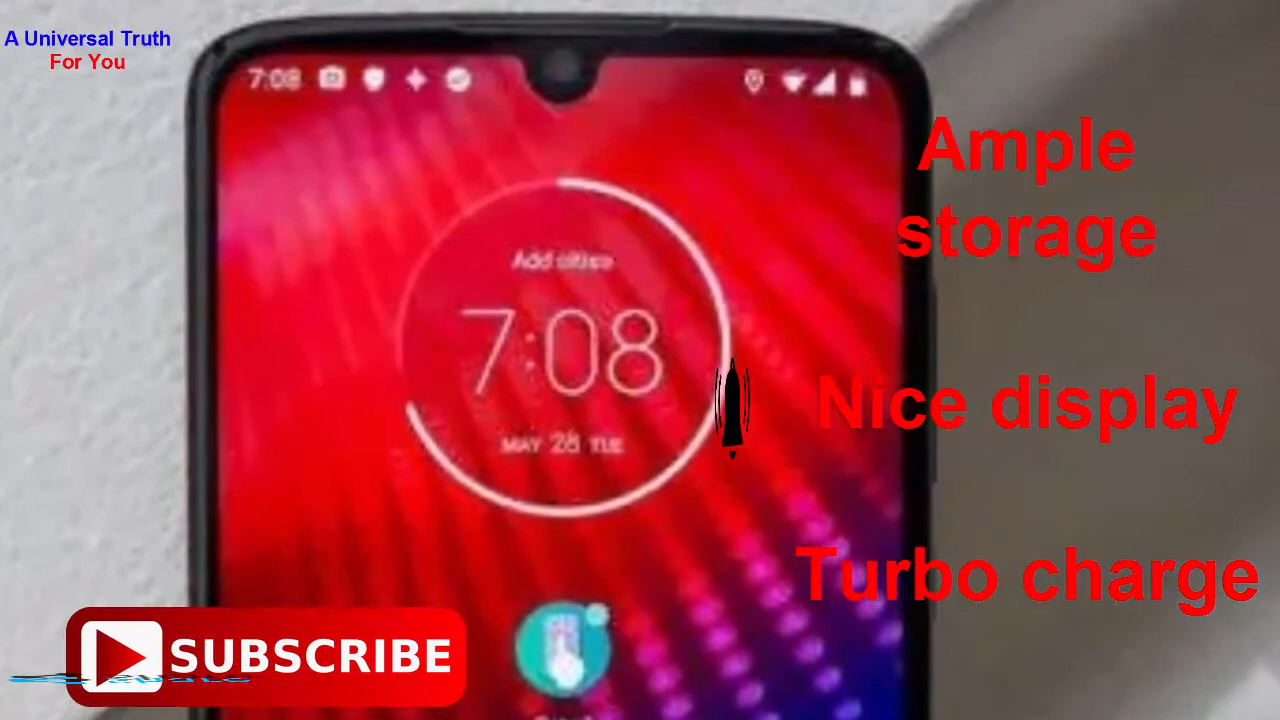 A Universal Truth
For You
7:08
Ample
storage
Add cities
7:08
MAY 28 TUE
Nice display
Turbo charge
SUBSCRIBE